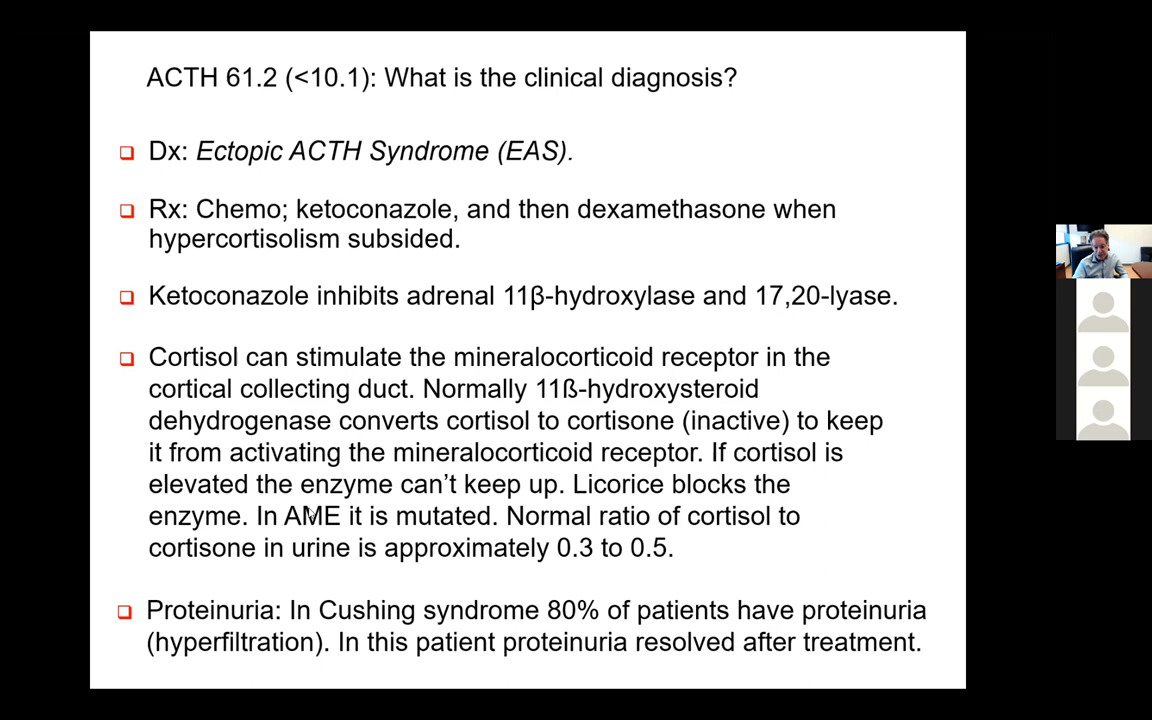 ACTH 61.2 (<10.1): What is the clinical diagnosis?
Dx: Ectopic ACTH Syndrome (EAS).
Rx: Chemo; ketoconazole, and then dexamethasone when
hypercortisolism subsided.
Ketoconazole inhibits adrenal 11β-hydroxylase and 17,20-lyase.
Cortisol can stimulate the mineralocorticoid receptor in the
cortical collecting duct. Normally 11ß-hydroxysteroid
dehydrogenase converts cortisol to cortisone (inactive) to keep
it from activating the mineralocorticoid receptor. If cortisol is
elevated the enzyme can’t keep up. Licorice blocks the
enzyme. In AME it is mutated. Normal ratio of cortisol to
cortisone in urine is approximately 0.3 to 0.5.
Proteinuria: In Cushing syndrome 80% of patients have proteinuria
(hyperfiltration). In this patient proteinuria resolved after treatment.